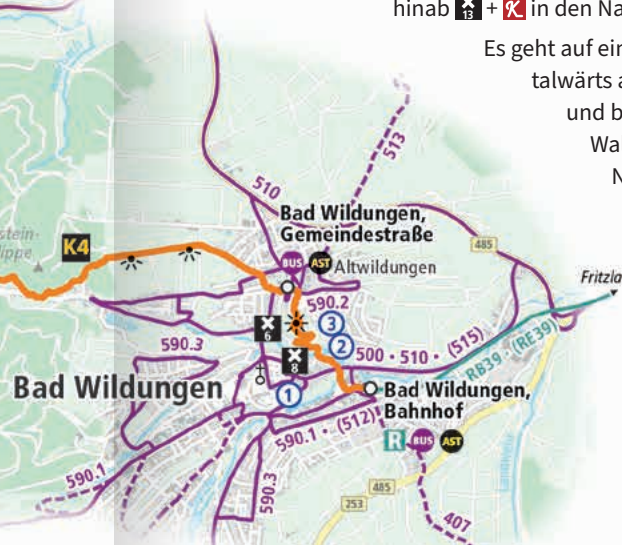 hinab 13 + K in den Na
Es geht auf ein
talwärts a
und b
Wa
N
513
510
Bad Wildungen,
Gemeindestraße
BUS AST Altwildungen
485
K4
590.2
Fritzla
6
3
2
8
590.3
500 • 510 • (515)
RB39 • (RE39)
Bad Wildungen
1
Bad Wildungen,
Bahnhof
590.1 • (512)
R BUS AST
590.1
590.3
485
253
407